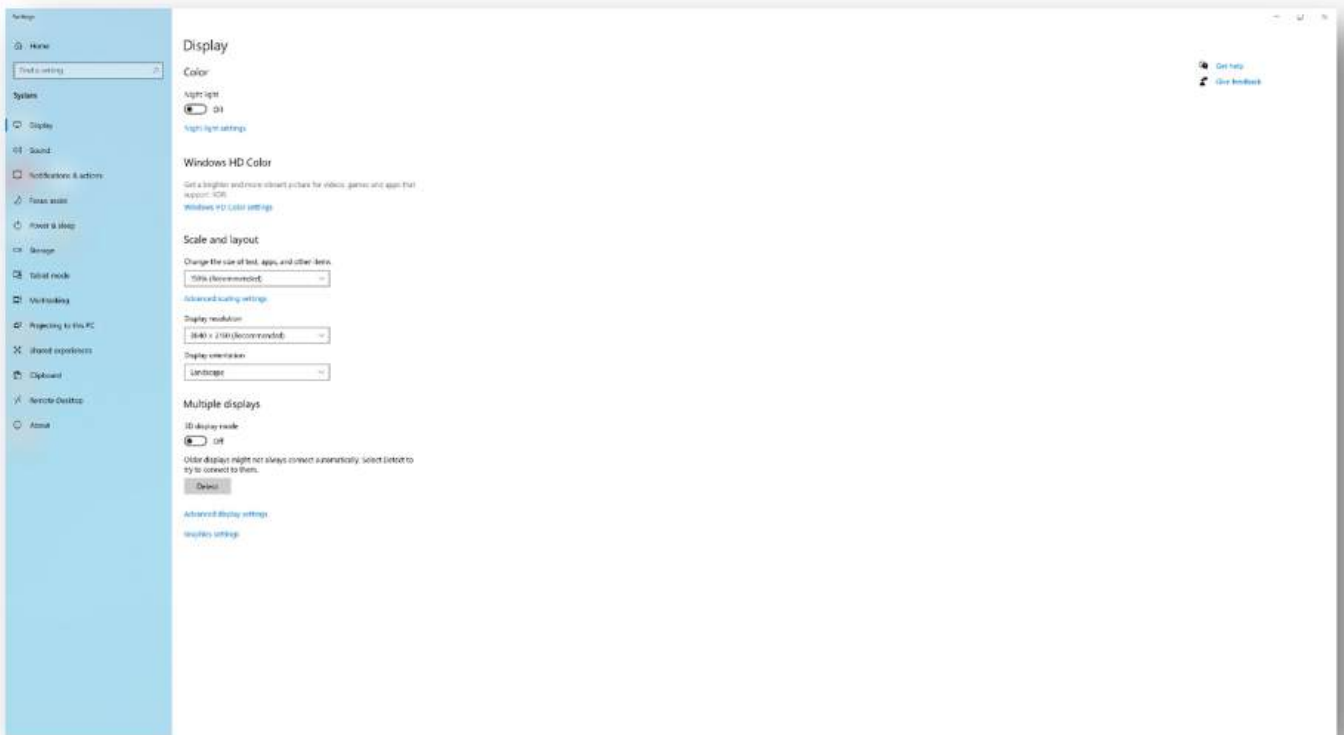 Settings
Home
Find a setting
System
Display
Sound
Notifications & actions
Focus assist
Power & sleep
Storage
Tablet mode
Multitasking
Projecting to this PC
Shared experiences
Clipboard
Remote Desktop
About
Display
Color
Night light
Off
Night light settings
Windows HD Color
Get a brighter and more vibrant picture for videos, games and apps that
support HDR.
Windows HD Color settings
Scale and layout
Change the size of text, apps, and other items
150% (Recommended)
Advanced scaling settings
Display resolution
3840 × 2160 (Recommended)
Display orientation
Landscape
Multiple displays
3D display mode
Off
Older displays might not always connect automatically. Select Detect to
try to connect to them.
Detect
Advanced display settings
Graphics settings
Get help
Give feedback